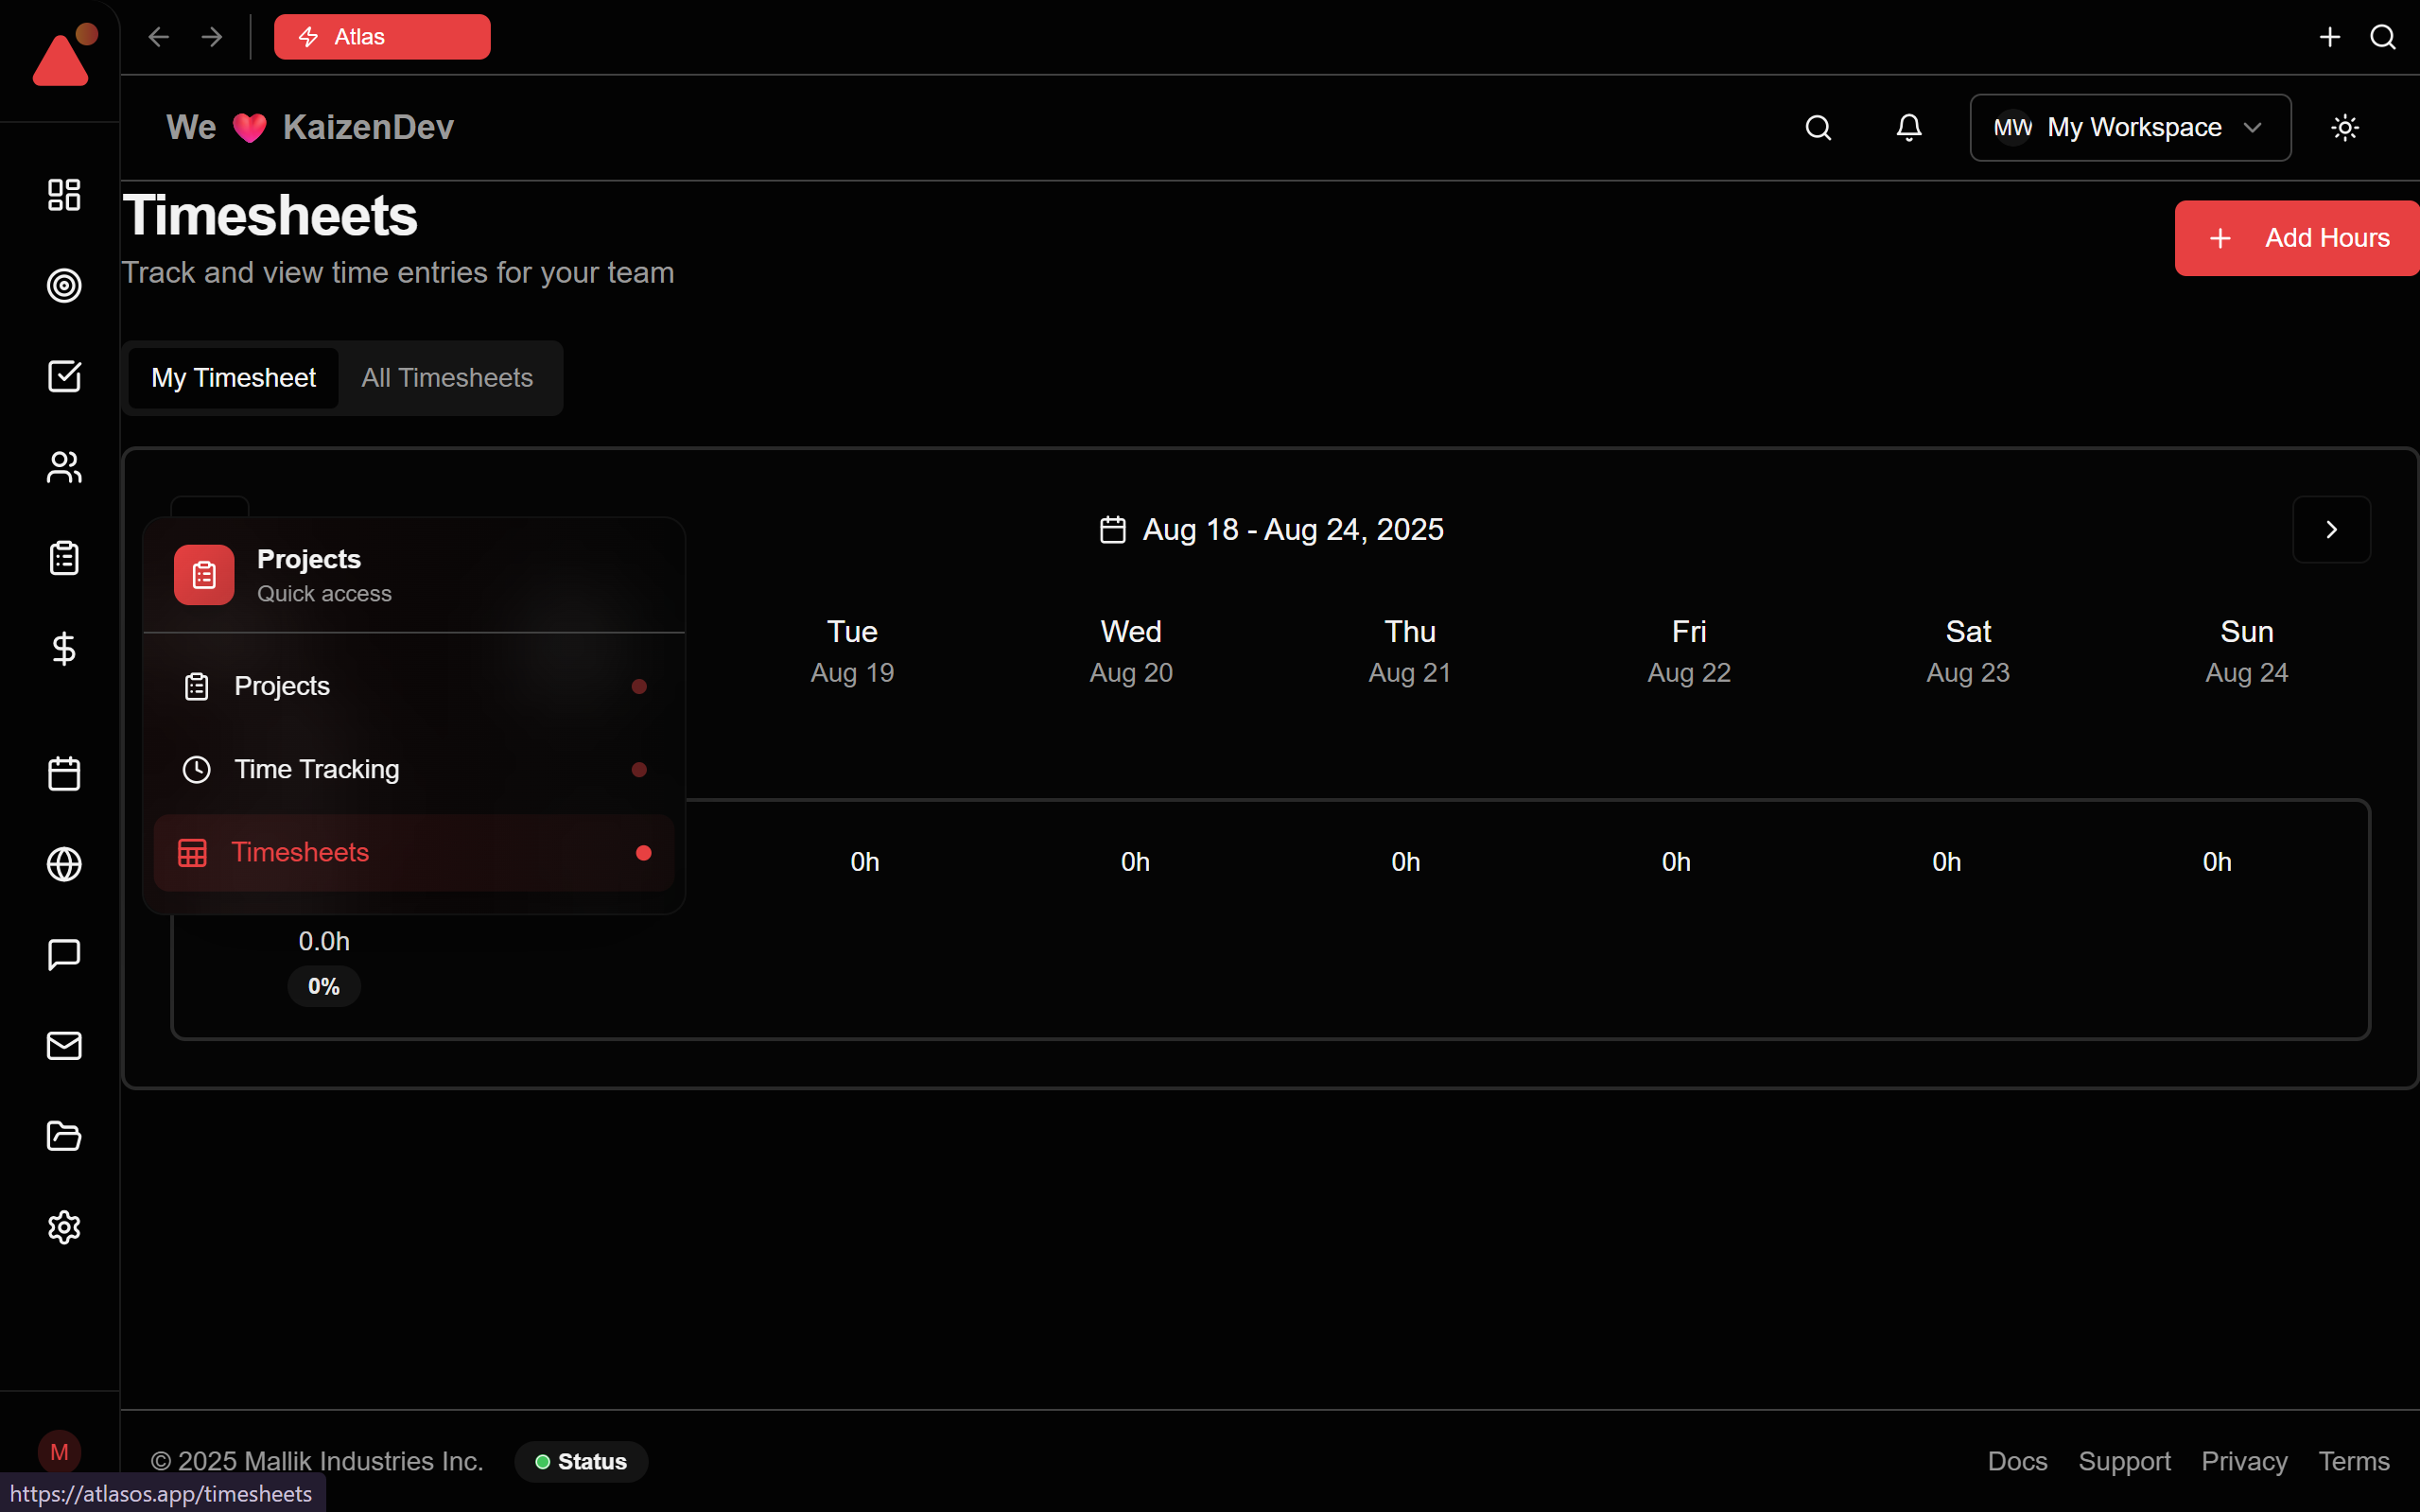 Atlas
We KaizenDev
MW My Workspace
Timesheets
Add Hours
Track and view time entries for your team
My Timesheet All Timesheets
Aug 18 - Aug 24, 2025
Projects
Quick access
Tue Wed Thu Fri Sat Sun
Aug 19 Aug 20 Aug 21 Aug 22 Aug 23 Aug 24
Projects
Time Tracking
Timesheets
0h 0h 0h 0h 0h 0h
0.0h
0%
M
© 2025 Mallik Industries Inc. Status Docs Support Privacy Terms
https://atlasos.app/timesheets